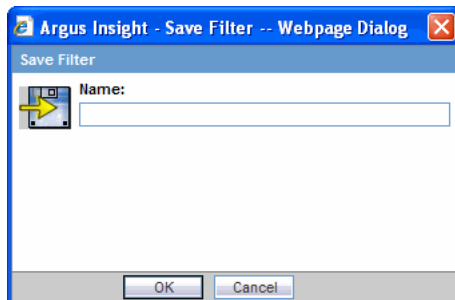 Argus Insight - Save Filter -- Webpage Dialog
Save Filter
Name:
OK Cancel